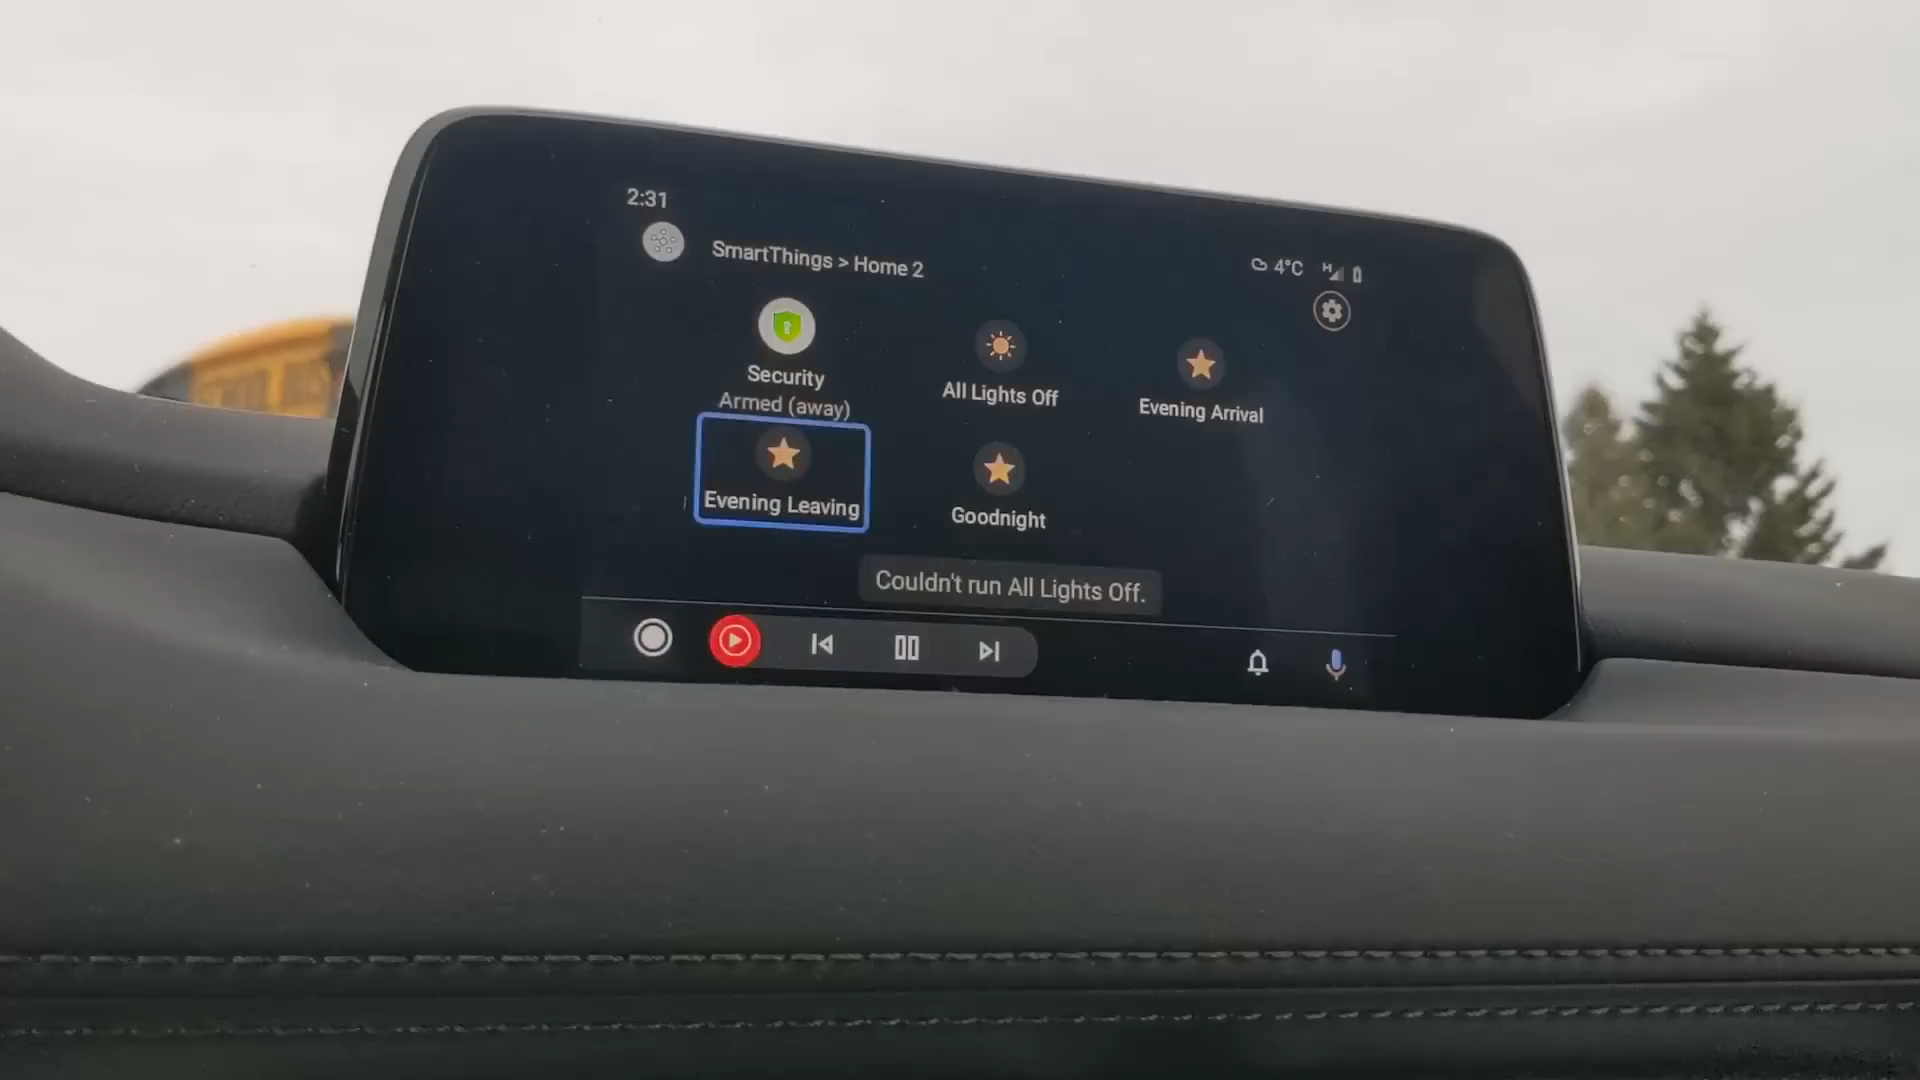 2:31
SmartThings > Home 2
4°C
H
Security
Armed (away)
All Lights Off
Evening Arrival
Evening Leaving
Goodnight
Couldn't run All Lights Off.